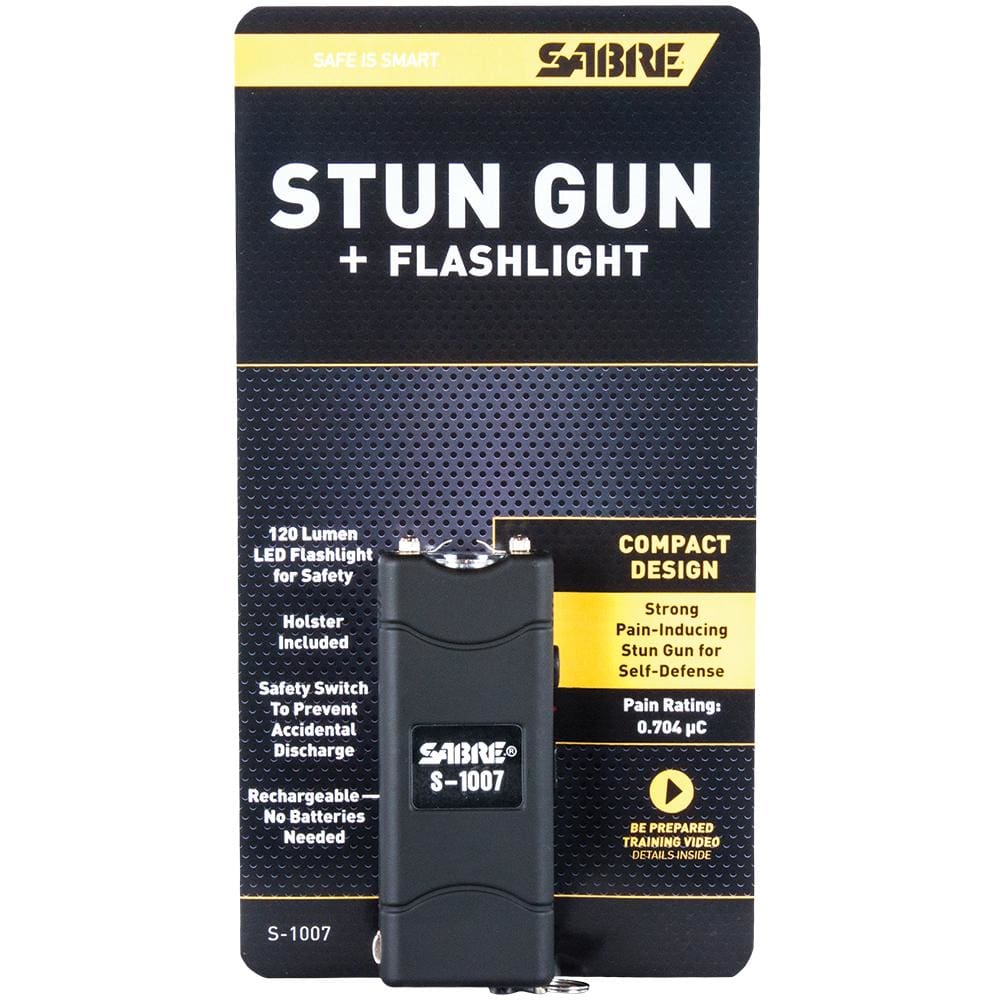 SAFE IS SMART
SABRE
STUN GUN
+ FLASHLIGHT
120 Lumen
LED Flashlight
for Safety
Holster
Included
Safety Switch
To Prevent
Accidental
Discharge
Rechargeable—
No Batteries
Needed
COMPACT
DESIGN
Strong
Pain-Inducing
Stun Gun for
Self-Defense
Pain Rating:
0.704 µC
SABRE®
S-1007
BE PREPARED
TRAINING VIDEO
DETAILS INSIDE
S-1007